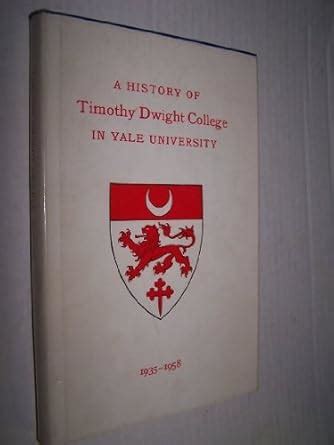 A HISTORY OF
Timothy Dwight College
IN YALE UNIVERSITY
1935-1958